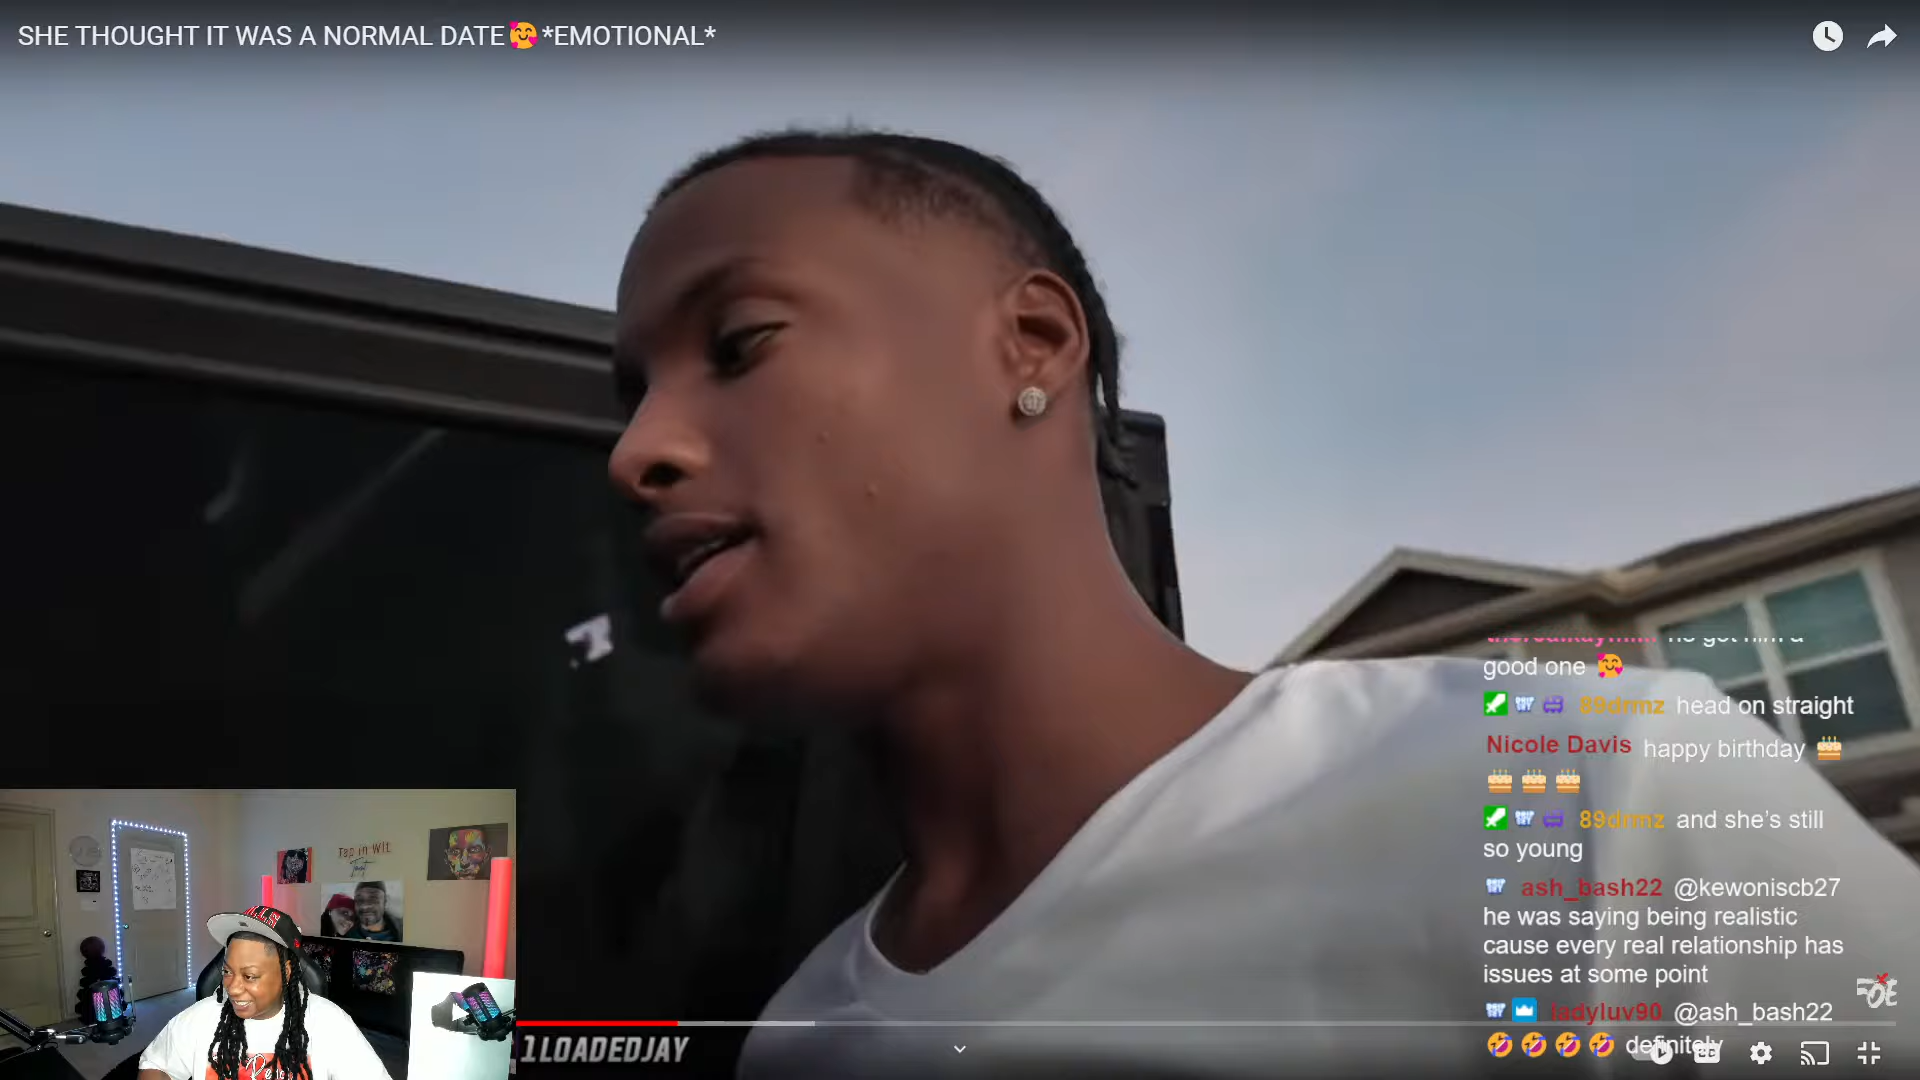 SHE THOUGHT IT WAS A NORMAL DATE🥰*EMOTIONAL*
good one 🥰
89drmz head on straight
Nicole Davis happy birthday 🎂
🎂 🎂 🎂
89drmz and she's still
so young
ash_bash22 @kewoniscb27
he was saying being realistic
cause every real relationship has
issues at some point
ladyluv90 @ash_bash22
🤣 🤣 🤣 🤣 definitely
1LOADEDJAY
Tap in Wit